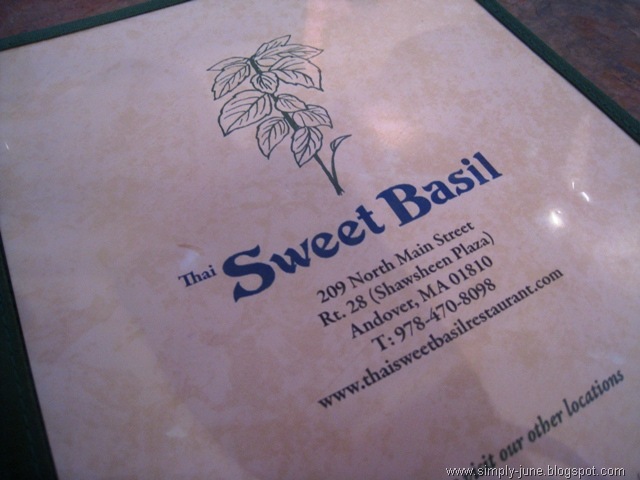 Thai Sweet Basil
209 North Main Street
Rt. 28 (Shawsheen Plaza)
Andover, MA 01810
T: 978-470-8098
www.thaisweetbasilrestaurant.com
visit our other locations
www.simply-june.blogspot.com